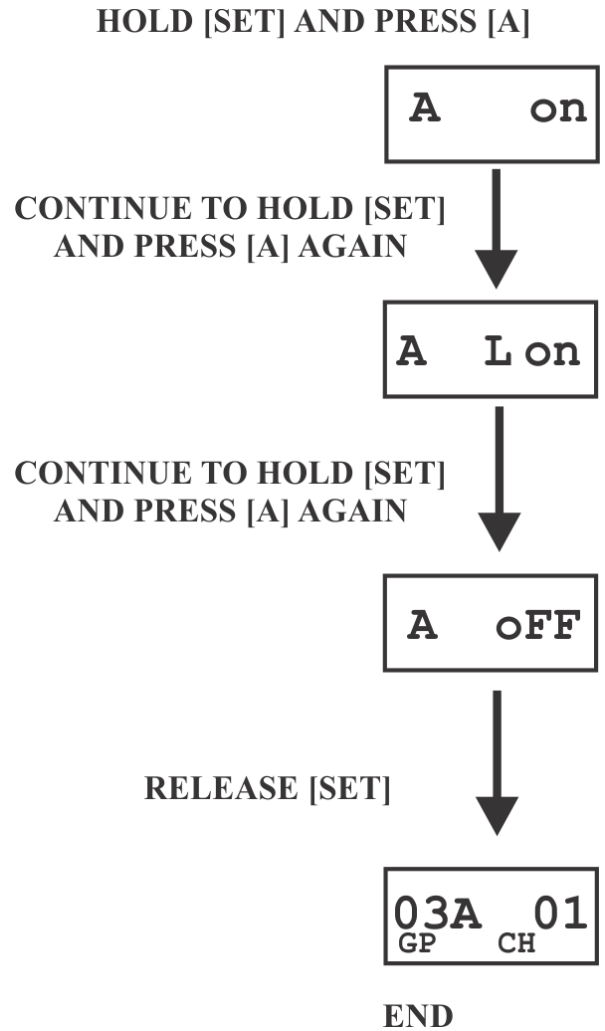 HOLD [SET] AND PRESS [A]
A on
CONTINUE TO HOLD [SET]
AND PRESS [A] AGAIN
A L on
CONTINUE TO HOLD [SET]
AND PRESS [A] AGAIN
A oFF
RELEASE [SET]
03A 01
GP CH
END